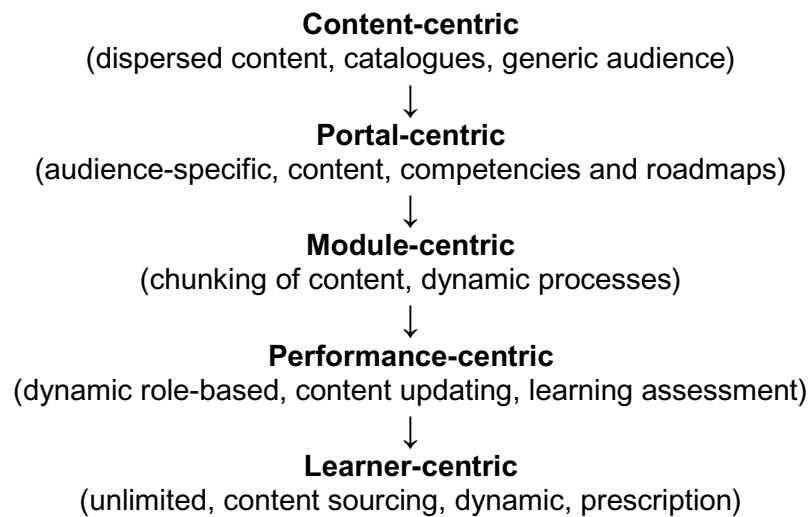 Content-centric
(dispersed content, catalogues, generic audience)
↓
Portal-centric
(audience-specific, content, competencies and roadmaps)
↓
Module-centric
(chunking of content, dynamic processes)
↓
Performance-centric
(dynamic role-based, content updating, learning assessment)
↓
Learner-centric
(unlimited, content sourcing, dynamic, prescription)